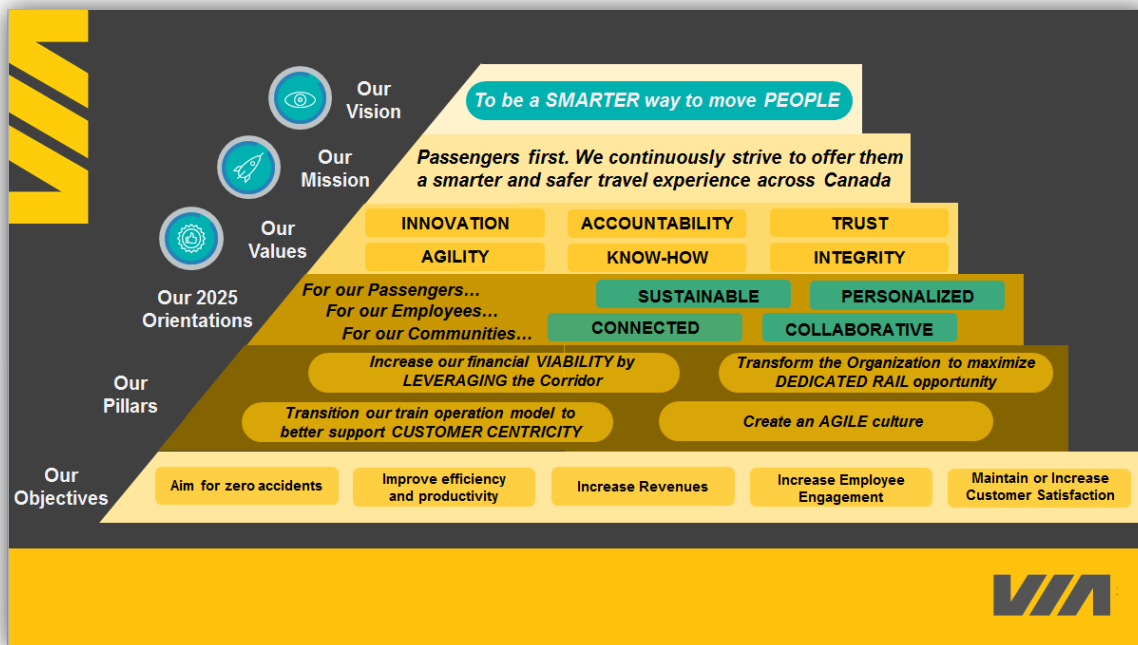 VIA
Our
Vision
To be a SMARTER way to move PEOPLE
Our
Mission
Passengers first. We continuously strive to offer them
a smarter and safer travel experience across Canada
Our
Values
INNOVATION
ACCOUNTABILITY
TRUST
AGILITY
KNOW-HOW
INTEGRITY
Our 2025
Orientations
For our Passengers…
For our Employees…
For our Communities…
SUSTAINABLE
PERSONALIZED
CONNECTED
COLLABORATIVE
Our
Pillars
Increase our financial VIABILITY by
LEVERAGING the Corridor
Transform the Organization to maximize
DEDICATED RAIL opportunity
Transition our train operation model to
better support CUSTOMER CENTRICITY
Create an AGILE culture
Our
Objectives
Aim for zero accidents
Improve efficiency
and productivity
Increase Revenues
Increase Employee
Engagement
Maintain or Increase
Customer Satisfaction
VIA